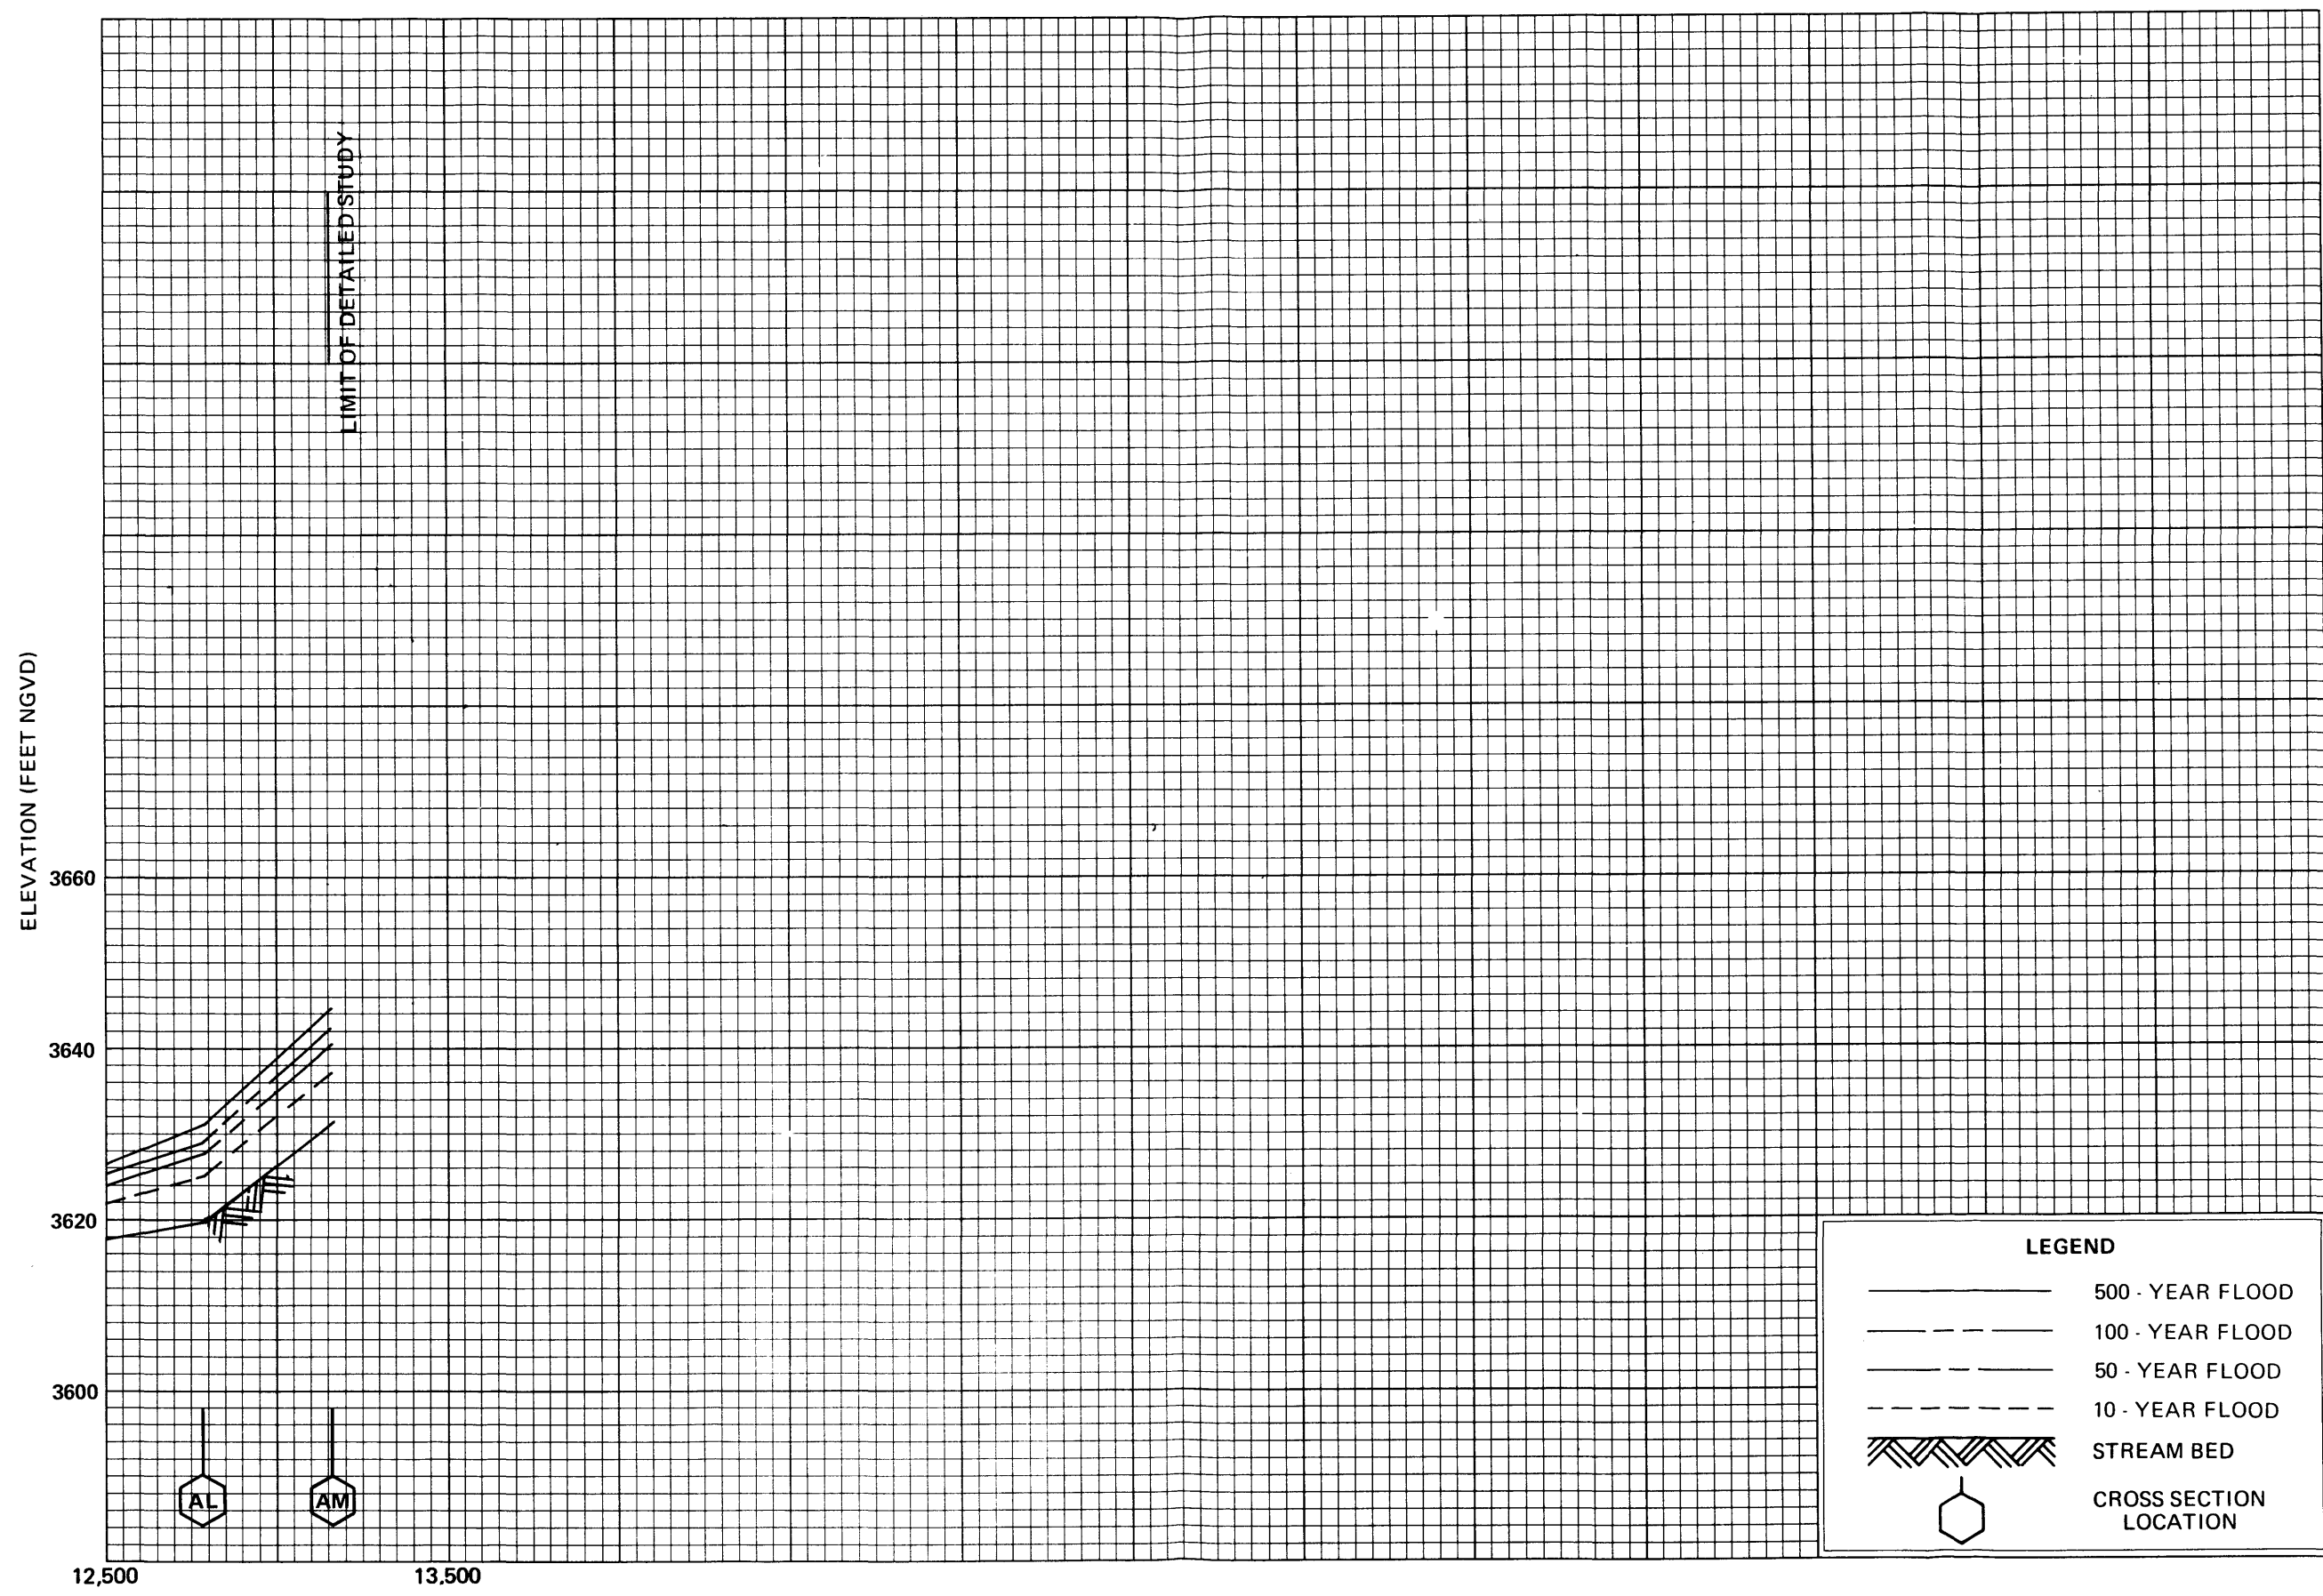 LIMIT OF DETAILED STUDY
ELEVATION (FEET NGVD)
3660
3640
3620
3600
AL
AM
12,500
13,500
LEGEND
500 - YEAR FLOOD
100 - YEAR FLOOD
50 - YEAR FLOOD
10 - YEAR FLOOD
STREAM BED
CROSS SECTION
LOCATION